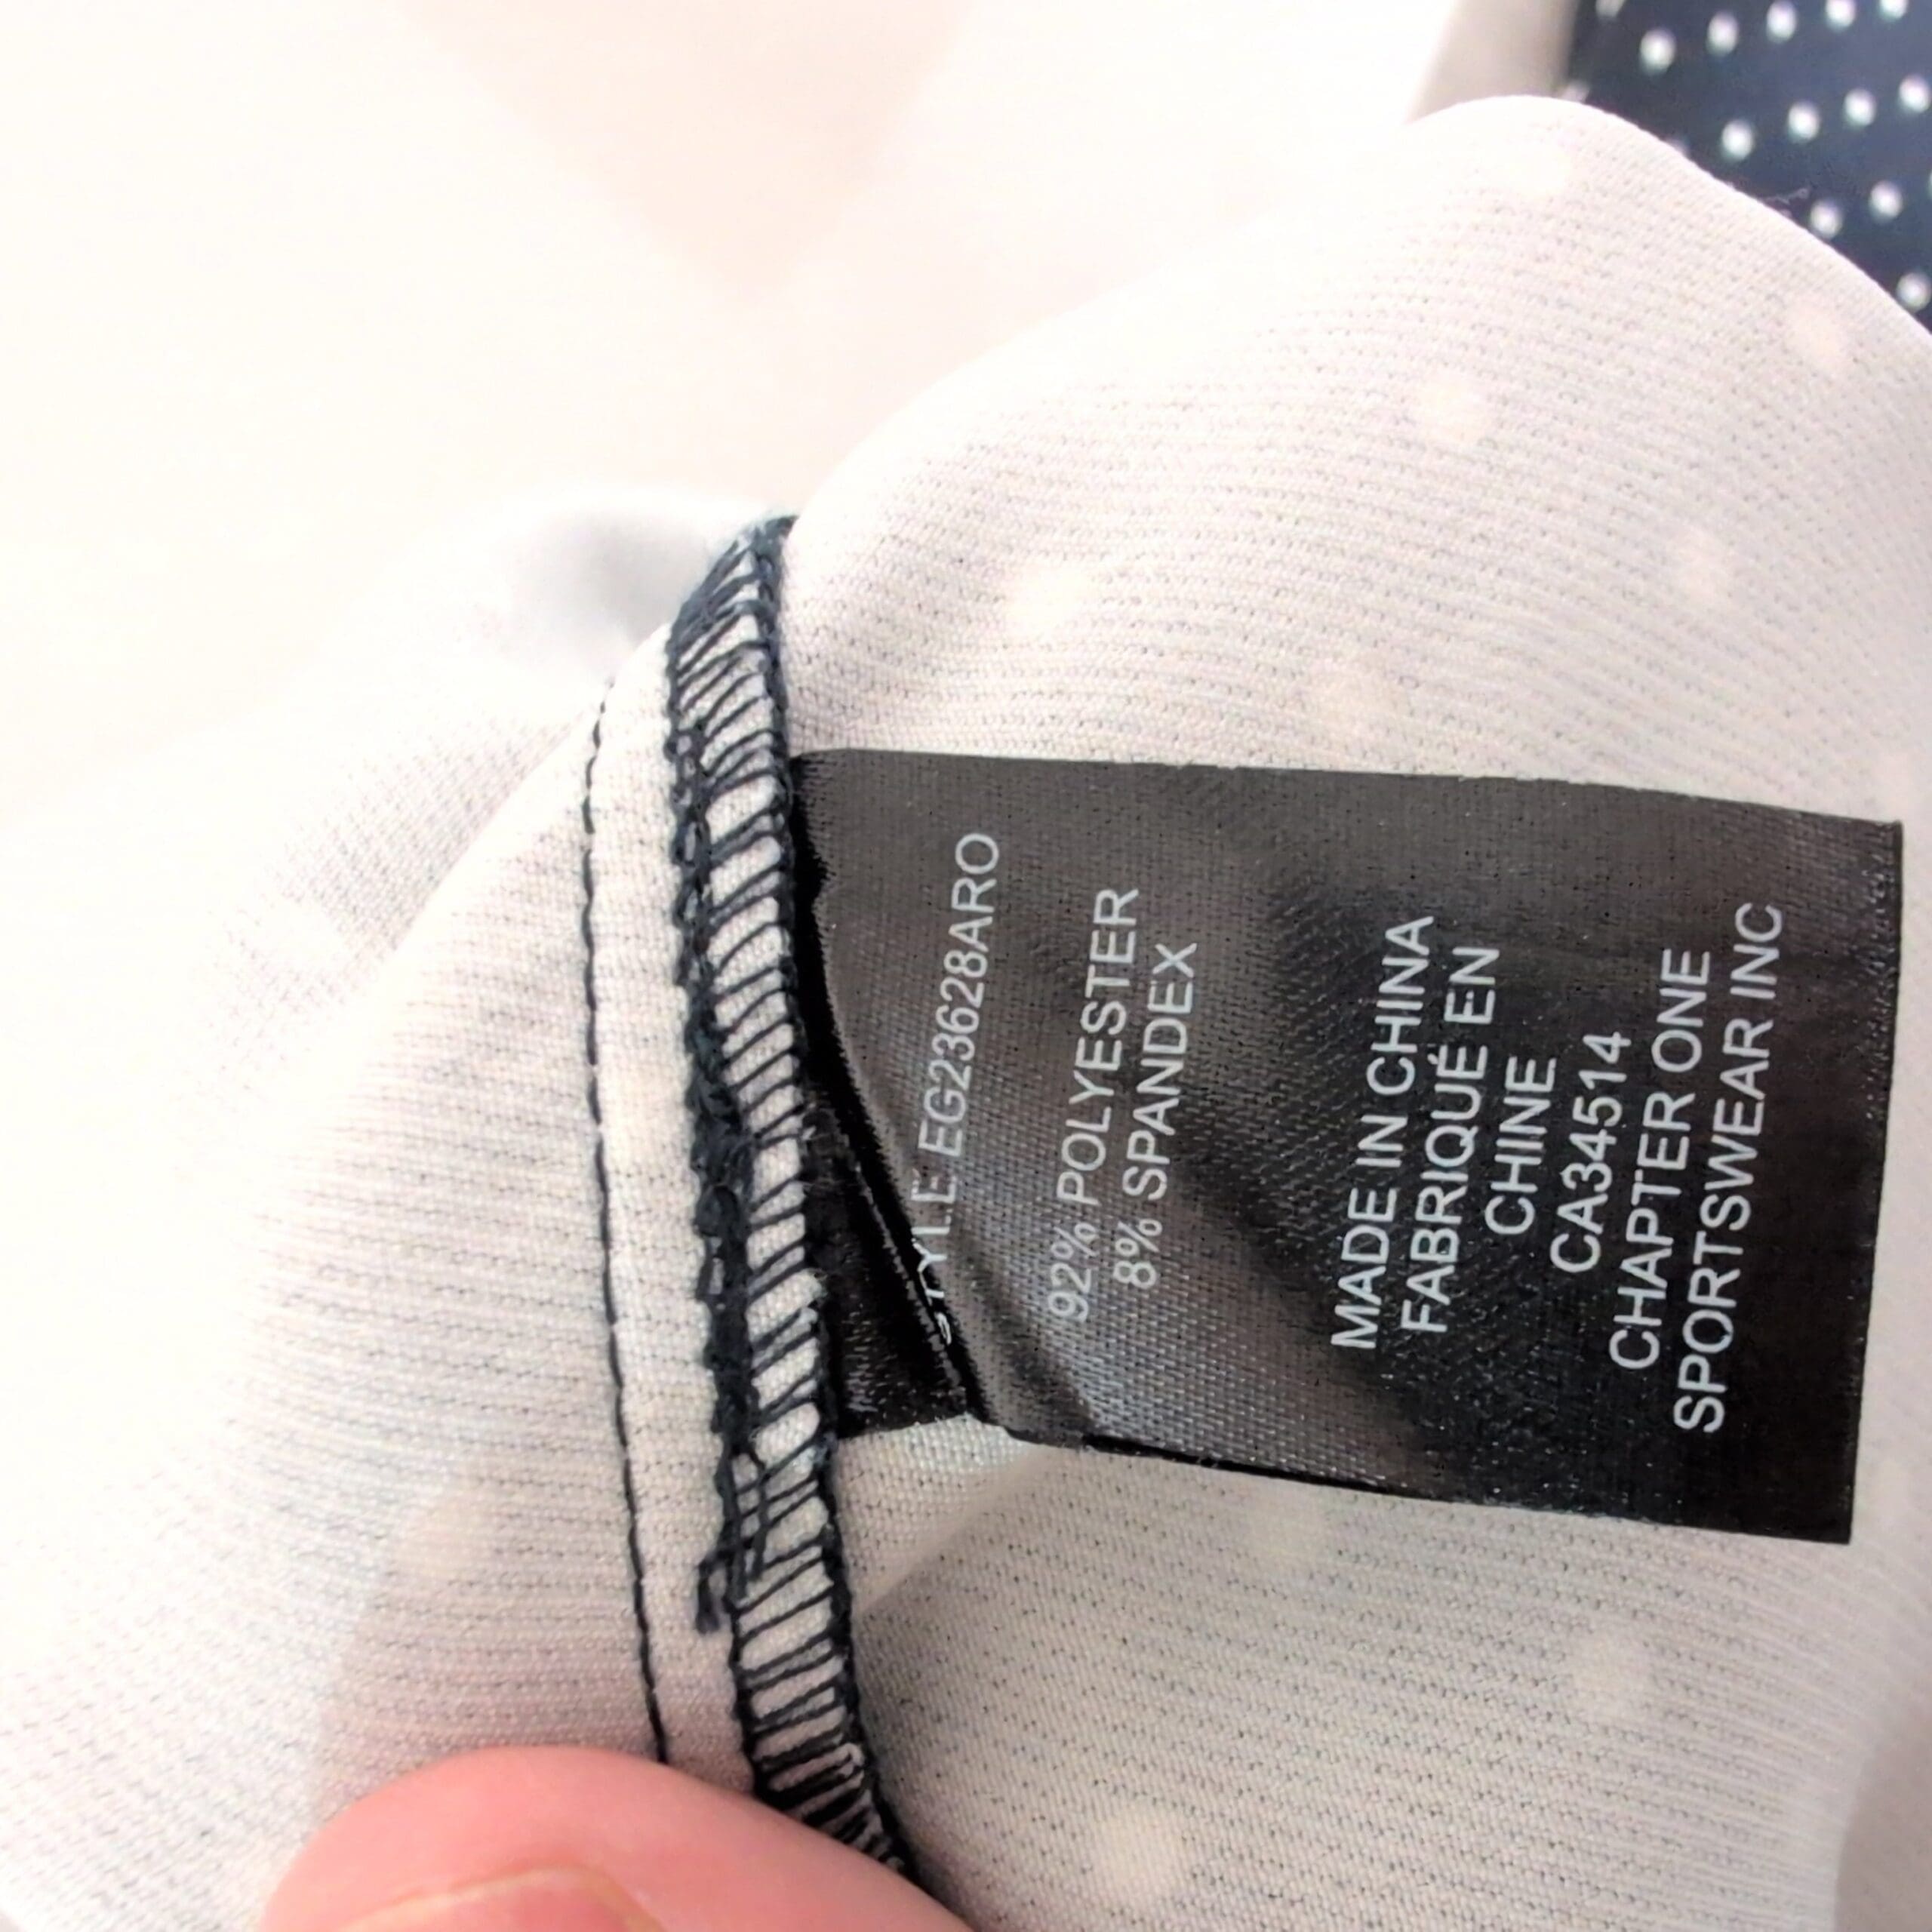 STYLE EG23628ARO
92% POLYESTER
8% SPANDEX
MADE IN CHINA
FABRIQUÉ EN
CHINE
CA34514
CHAPTER ONE
SPORTSWEAR INC